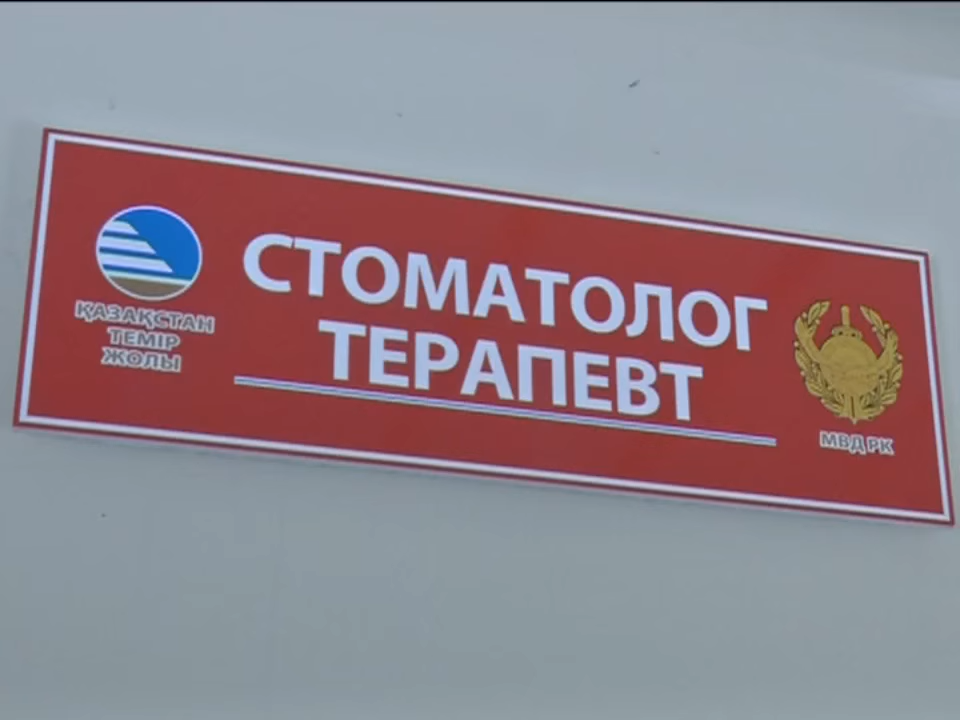 СТОМАТОЛОГ
ТЕРАПЕВТ
ҚАЗАҚСТАН
ТЕМІР
ЖОЛЫ
МВД РК